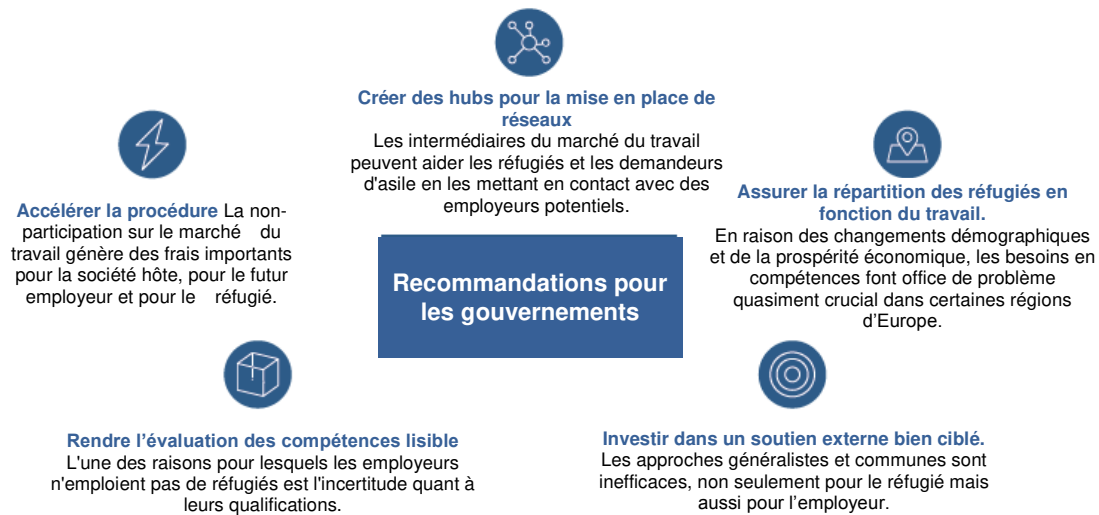 Créer des hubs pour la mise en place de
réseaux
Les intermédiaires du marché du travail
peuvent aider les réfugiés et les demandeurs
d'asile en les mettant en contact avec des
employeurs potentiels.
Accélérer la procédure La non-
participation sur le marché du
travail génère des frais importants
pour la société hôte, pour le futur
employeur et pour le réfugié.
Assurer la répartition des réfugiés en
fonction du travail.
En raison des changements démographiques
et de la prospérité économique, les besoins en
compétences font office de problème
quasiment crucial dans certaines régions
d’Europe.
Recommandations pour
les gouvernements
Rendre l’évaluation des compétences lisible
L'une des raisons pour lesquels les employeurs
n'emploient pas de réfugiés est l'incertitude quant à
leurs qualifications.
Investir dans un soutien externe bien ciblé.
Les approches généralistes et communes sont
inefficaces, non seulement pour le réfugié mais
aussi pour l’employeur.